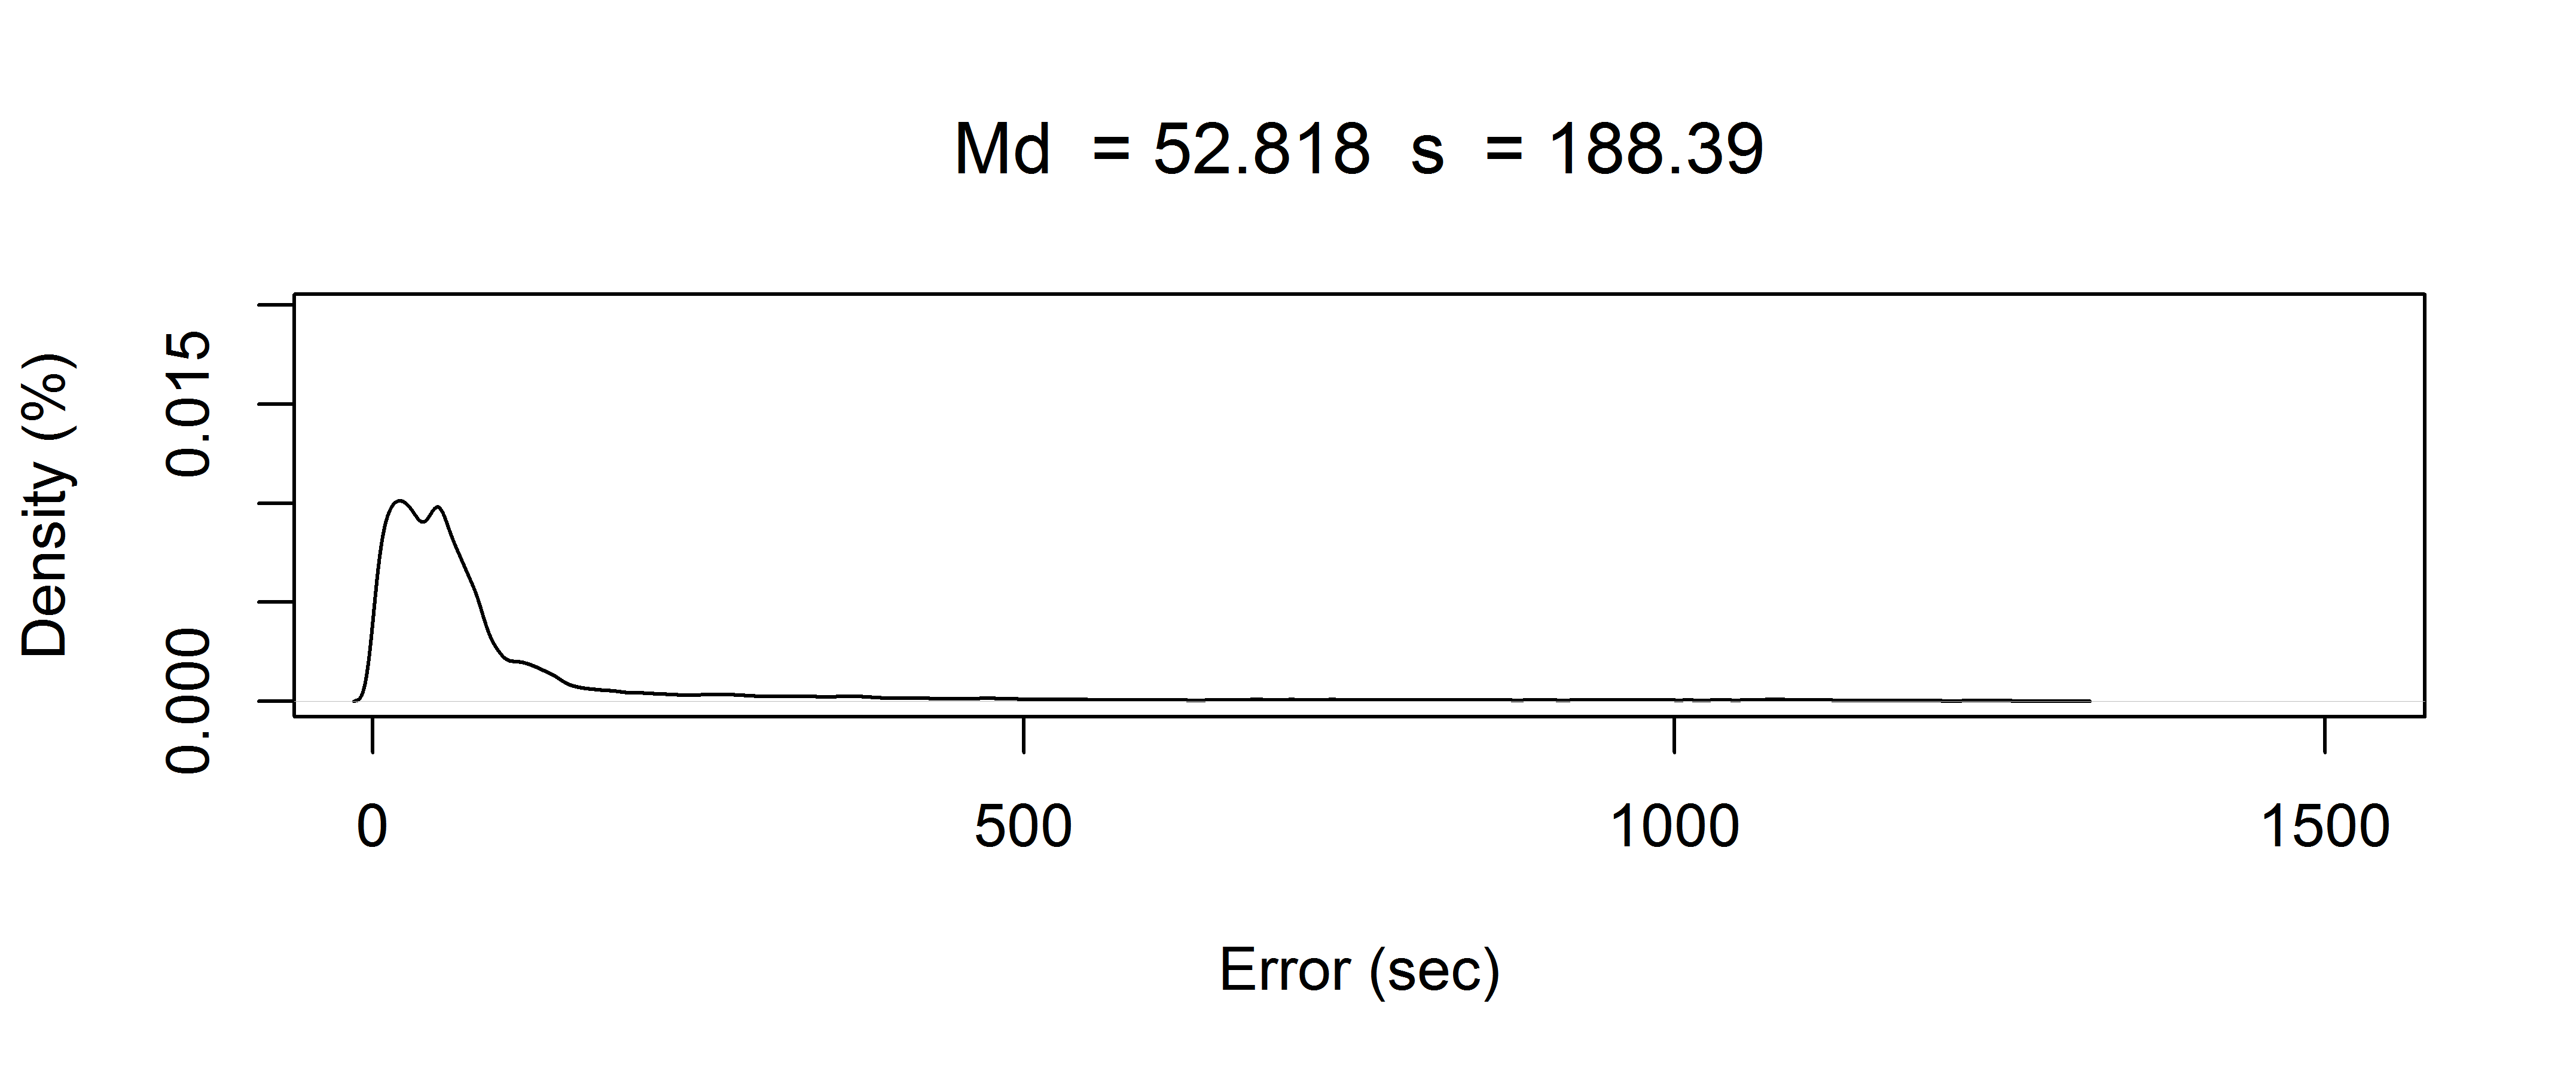 Md = 52.818 s = 188.39
Density (%)
0.015
0.000
0 500 1000 1500
Error (sec)